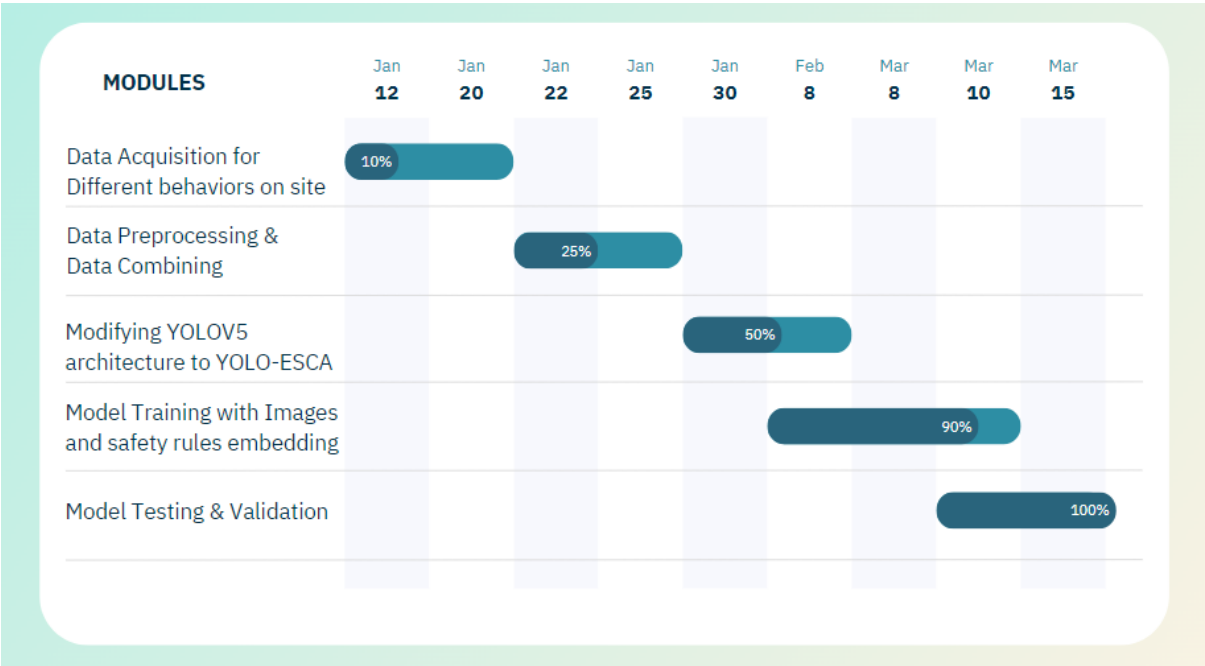 MODULES
Jan Jan Jan Jan Jan Feb Mar Mar Mar
12 20 22 25 30 8 8 10 15
Data Acquisition for
Different behaviors on site
10%
Data Preprocessing &
Data Combining
25%
Modifying YOLOV5
architecture to YOLO-ESCA
50%
Model Training with Images
and safety rules embedding
90%
Model Testing & Validation
100%